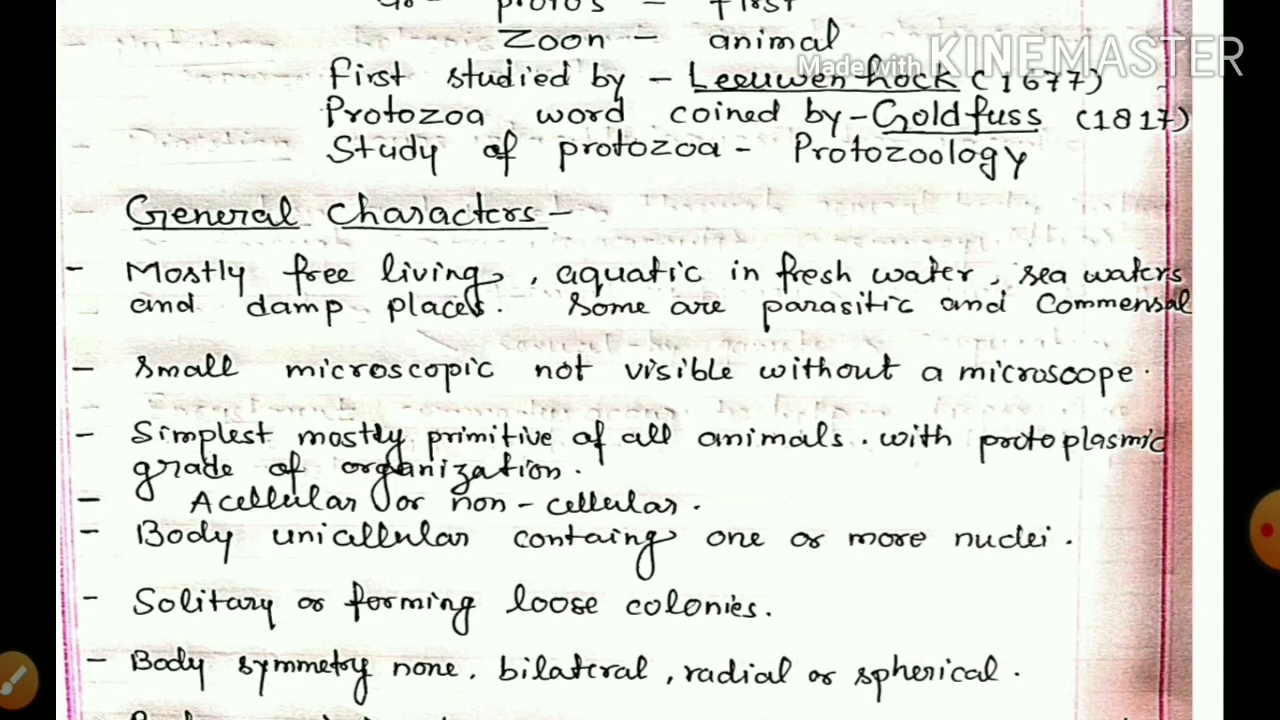 protos - first
Zoon - animal
Made with KINEMASTER
First studied by - Leeuwenhock (1677)
Protozoa word coined by - Goldfuss (1817)
Study of protozoa - Protozoology
General Characters -
- Mostly free living, aquatic in fresh water, sea waters
and damp places. Some are parasitic and Commensal
- Small microscopic not visible without a microscope.
- Simplest mostly primitive of all animals. with protoplasmic
grade of organization.
- Acellular or non-cellular.
- Body unicellular containg one or more nuclei.
- Solitary or forming loose colonies.
- Body symmetry none, bilateral, radial or spherical.